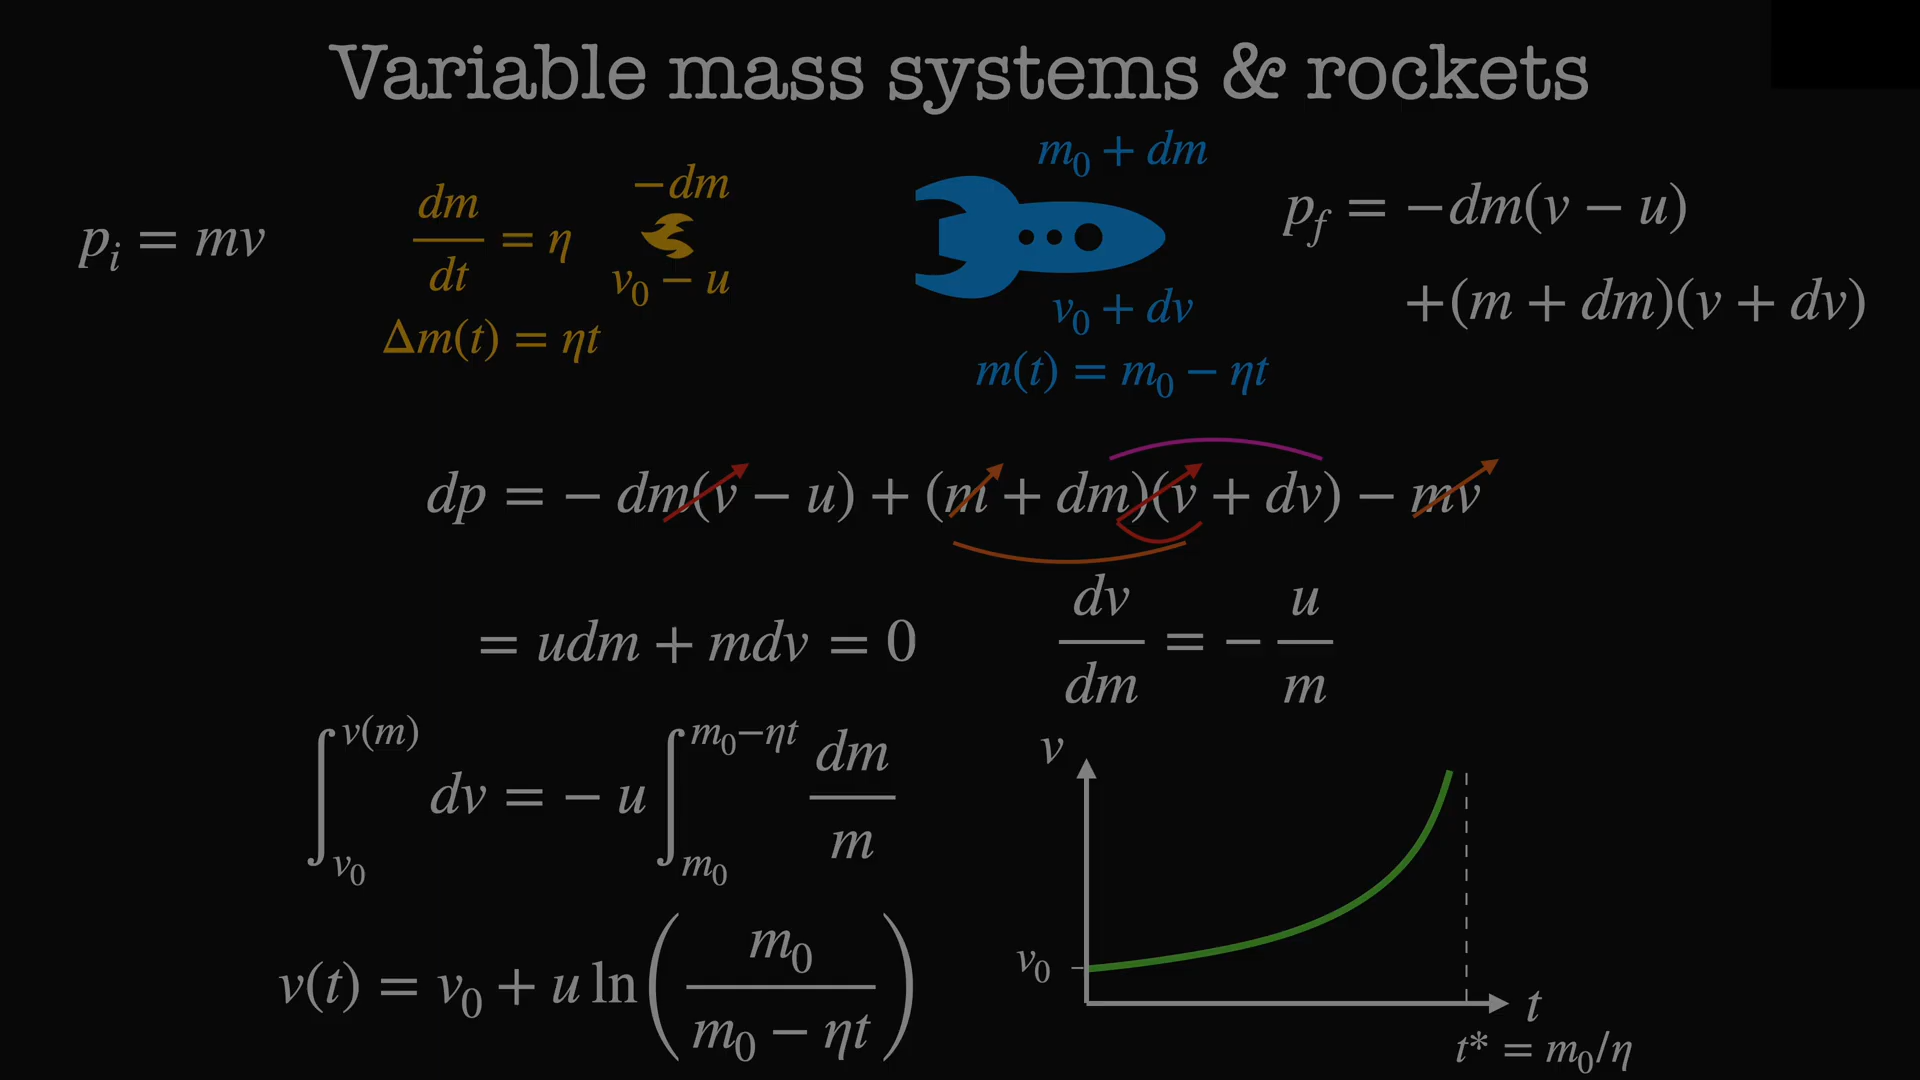 Variable mass systems & rockets
p_i = mv
dm/dt = η
Δm(t) = ηt
−dm
v_0 − u
m_0 + dm
v_0 + dv
m(t) = m_0 − ηt
p_f = −dm(v − u)
+(m + dm)(v + dv)
dp = − dm(v − u) + (m + dm)(v + dv) − mv
= udm + mdv = 0
dv/dm = − u/m
∫_{v_0}^{v(m)} dv = − u ∫_{m_0}^{m_0−ηt} dm/m
v(t) = v_0 + u ln(m_0/(m_0 − ηt))
v
v_0
t
t* = m_0/η